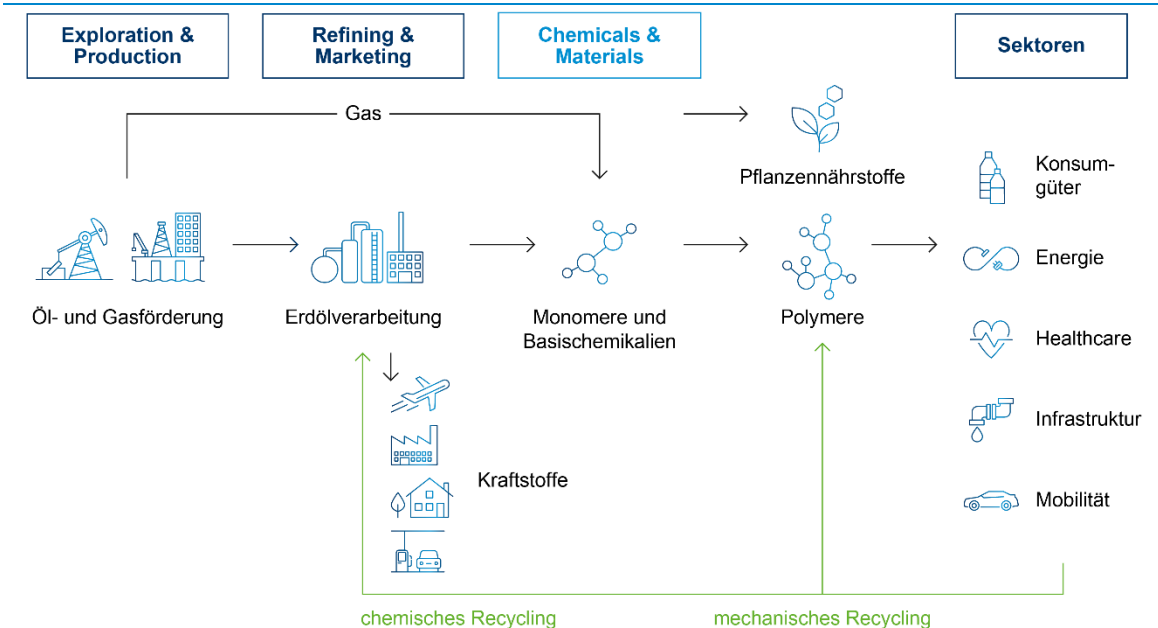 Exploration &
Production
Refining &
Marketing
Chemicals &
Materials
Sektoren
Gas
Pflanzennährstoffe
Konsum-
güter
Energie
Öl- und Gasförderung
Erdölverarbeitung
Monomere und
Basischemikalien
Polymere
Healthcare
Infrastruktur
Kraftstoffe
Mobilität
chemisches Recycling
mechanisches Recycling